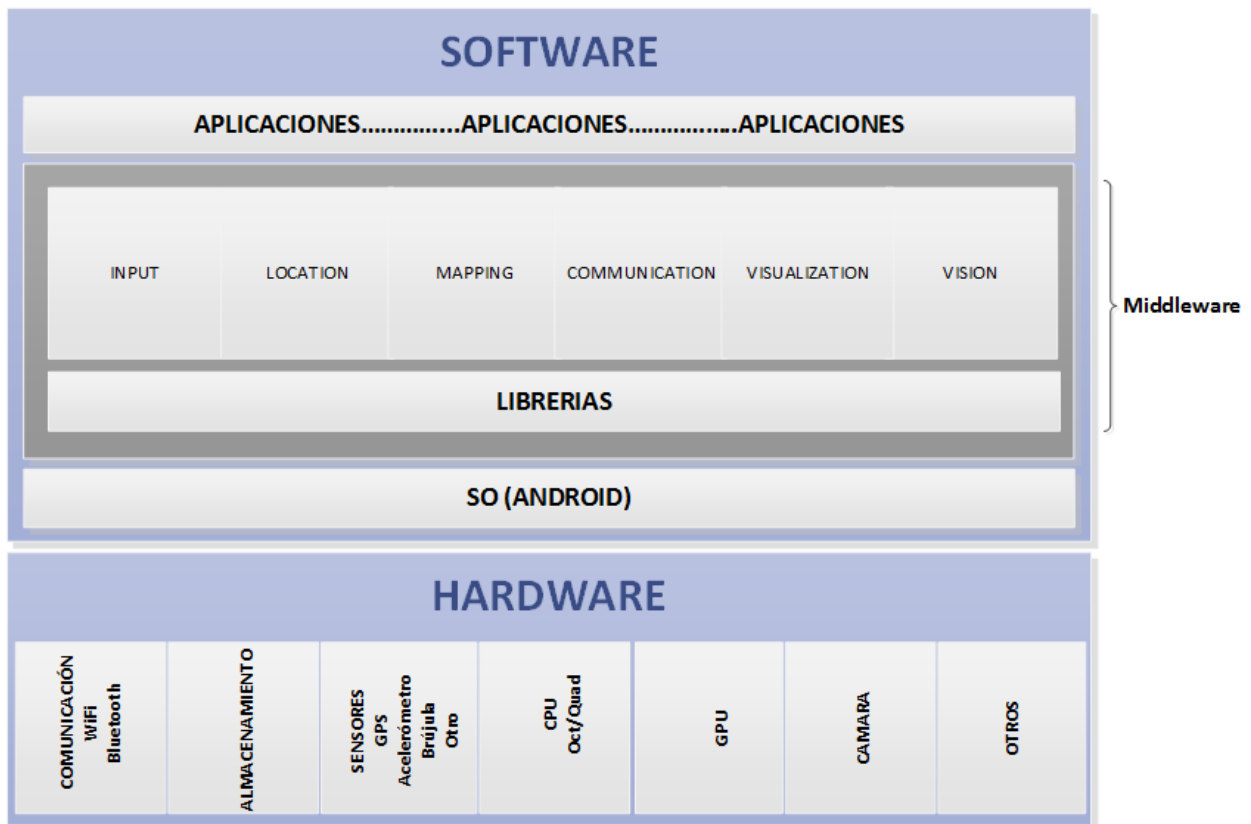 SOFTWARE
APLICACIONES..............APLICACIONES.................APLICACIONES
INPUT
LOCATION
MAPPING
COMMUNICATION
VISUALIZATION
VISION
Middleware
LIBRERIAS
SO (ANDROID)
HARDWARE
COMUNICACIÓN
WiFi
Bluetooth
ALMACENAMIENTO
SENSORES
GPS
Acelerómetro
Brújula
Otro
CPU
Oct/Quad
GPU
CAMARA
OTROS